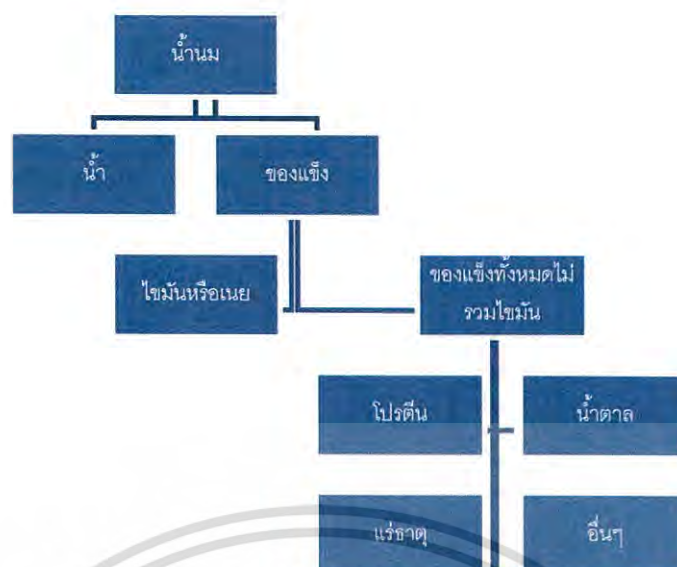 น้ำนม
น้ำ
ของแข็ง
ไขมันหรือเนย
ของแข็งทั้งหมดไม่
รวมไขมัน
โปรตีน
น้ำตาล
แร่ธาตุ
อื่นๆ